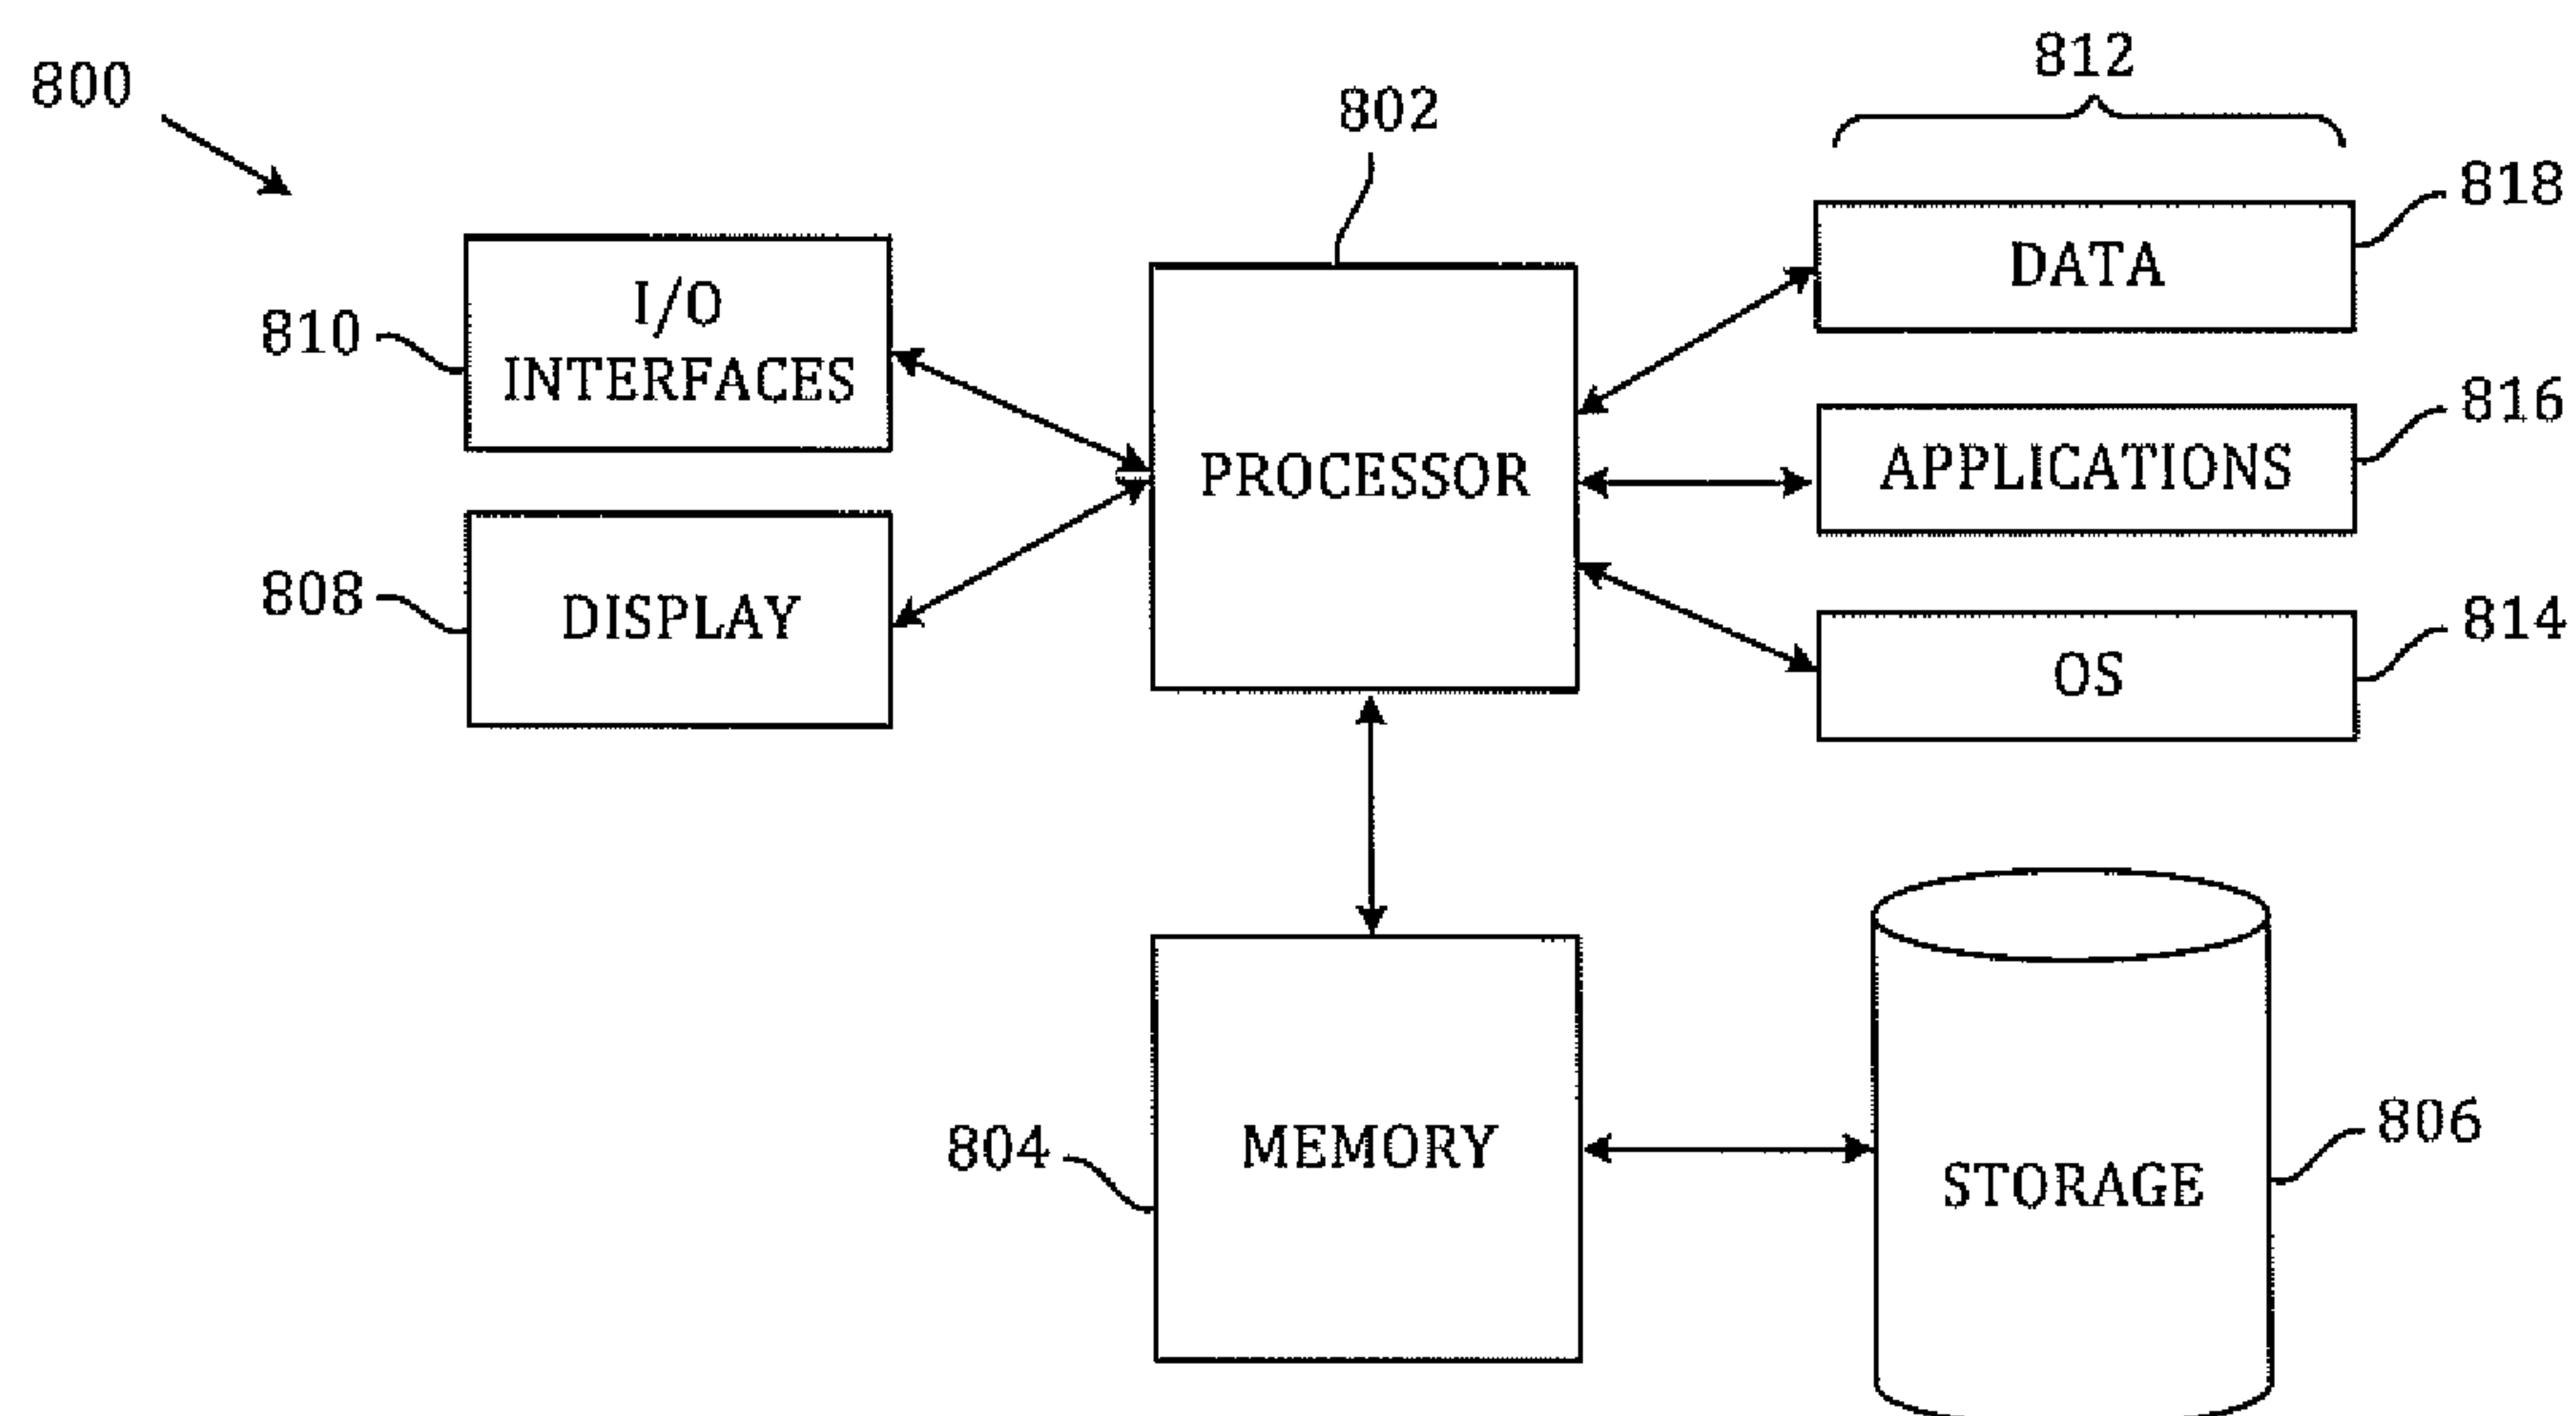 800
802
812
818
I/O
INTERFACES
810
DATA
816
PROCESSOR
APPLICATIONS
808
DISPLAY
814
OS
804
MEMORY
806
STORAGE